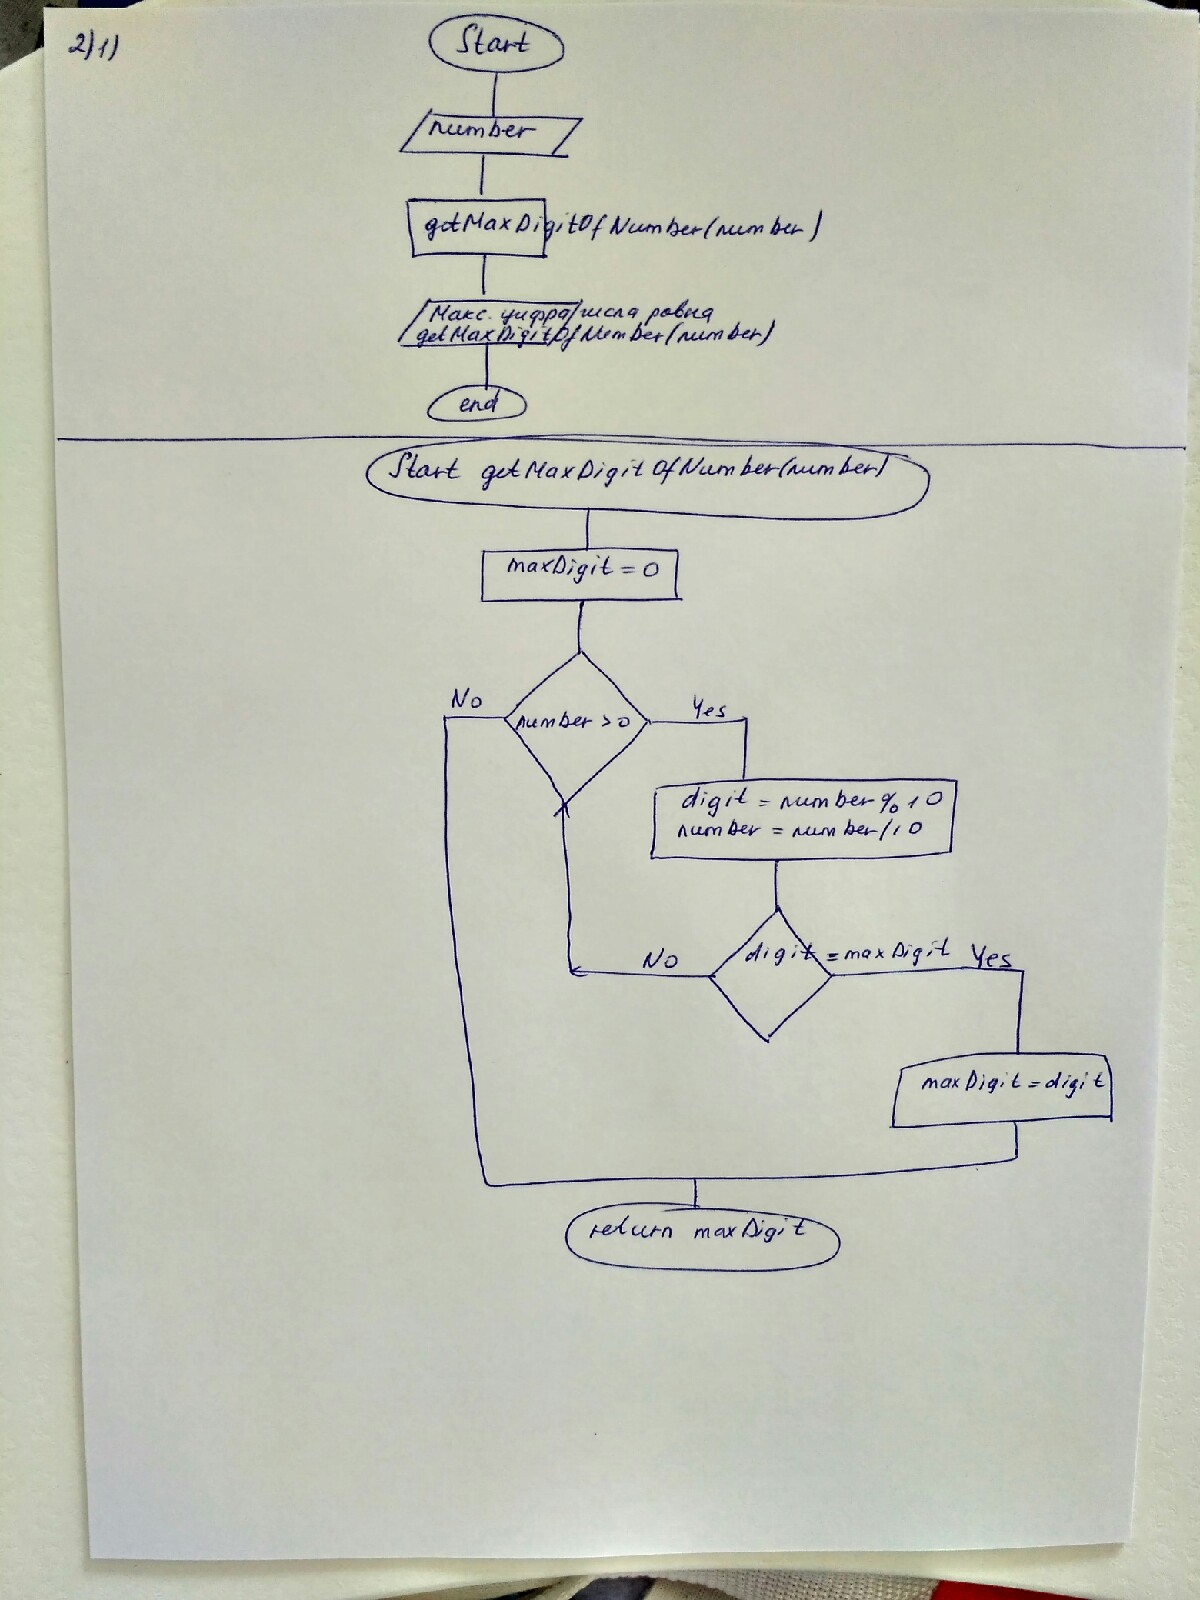 2) 1)
Start
number
getMaxDigitOfNumber(number)
Макс. цифра числа равна
getMaxDigitOfNumber(number)
end
Start getMaxDigitOfNumber(number)
maxDigit = 0
No
number > 0
Yes
digit = number % 10
number = number / 10
No
digit = maxDigit
Yes
maxDigit = digit
return maxDigit